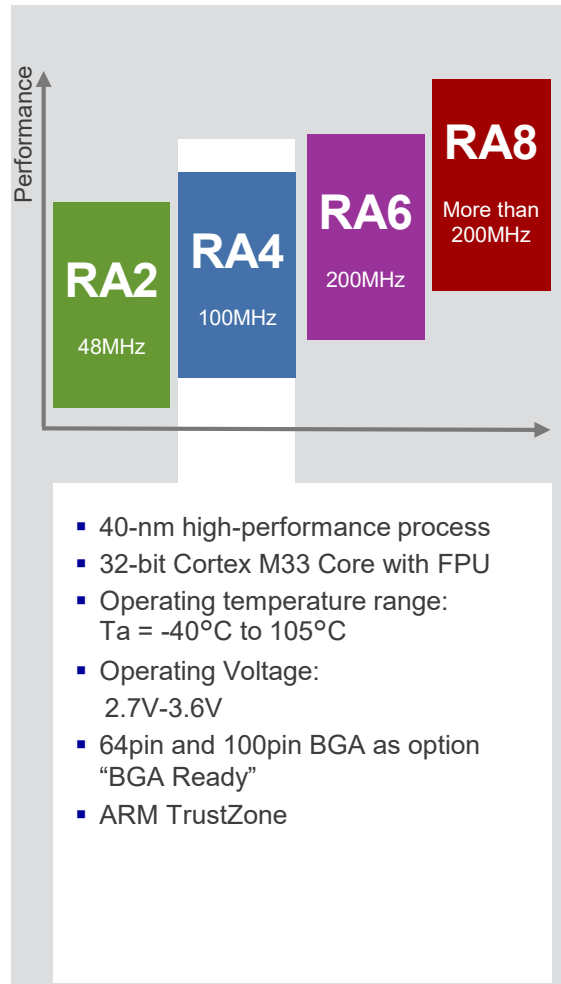 Performance
RA2
48MHz
RA4
100MHz
RA6
200MHz
RA8
More than
200MHz
▪ 40-nm high-performance process
▪ 32-bit Cortex M33 Core with FPU
▪ Operating temperature range:
Ta = -40°C to 105°C
▪ Operating Voltage:
2.7V-3.6V
▪ 64pin and 100pin BGA as option
“BGA Ready”
▪ ARM TrustZone